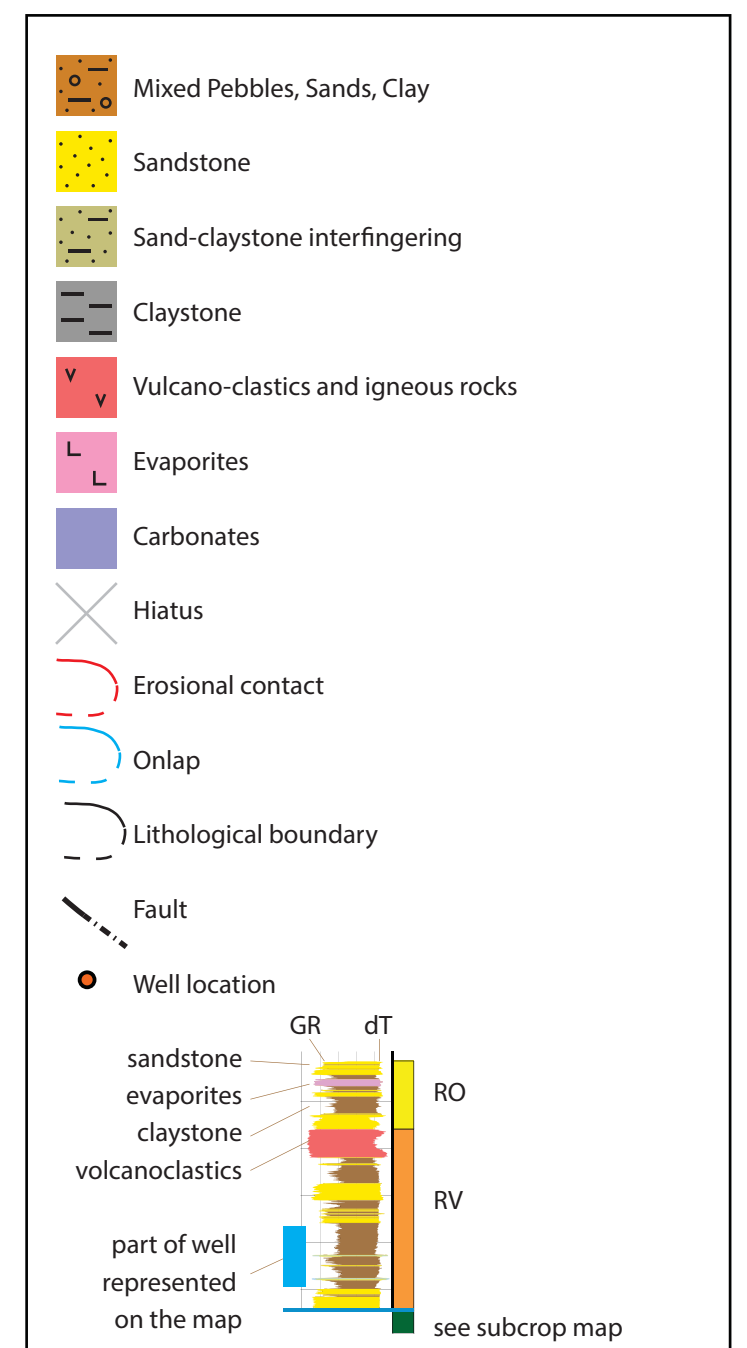 Mixed Pebbles, Sands, Clay
Sandstone
Sand-claystone interfingering
Claystone
Vulcano-clastics and igneous rocks
Evaporites
Carbonates
Hiatus
Erosional contact
Onlap
Lithological boundary
Fault
Well location
GR dT
sandstone
evaporites
claystone
volcanoclastics
RO
RV
part of well
represented
on the map
see subcrop map